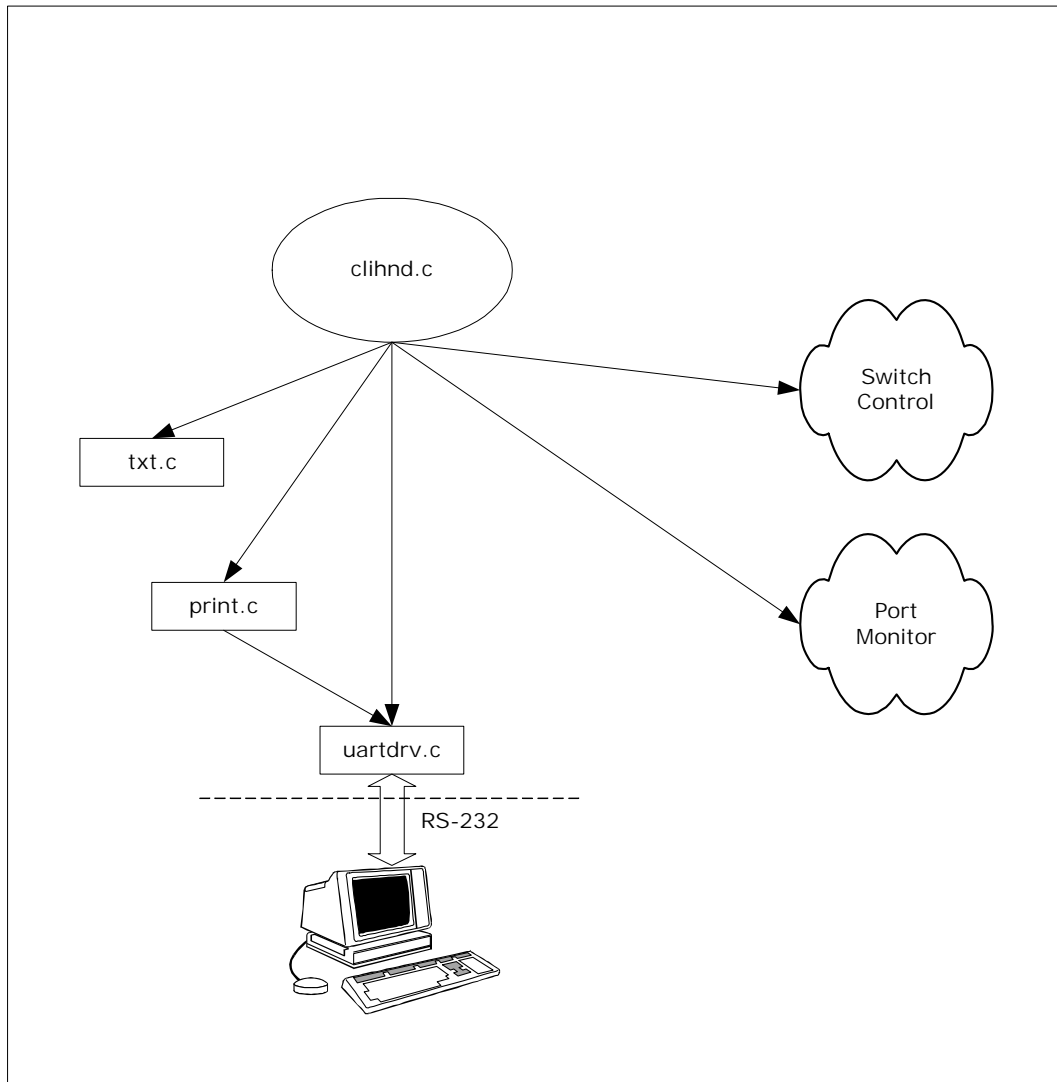 clihnd.c
Switch
Control
txt.c
print.c
Port
Monitor
uartdrv.c
RS-232